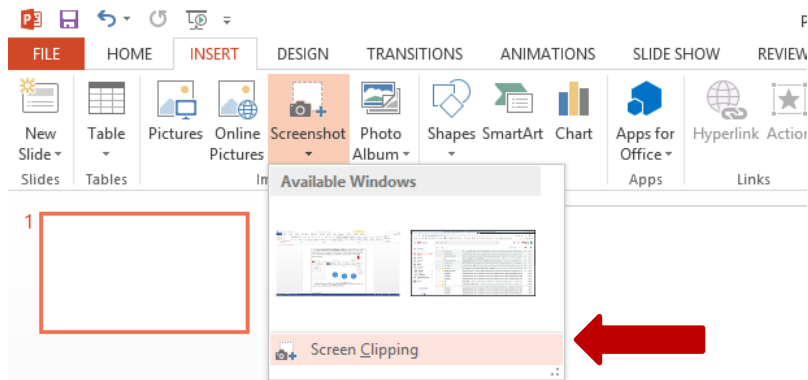 P
FILE HOME INSERT DESIGN TRANSITIONS ANIMATIONS SLIDE SHOW REVIEW
New Slide Table Pictures Online Pictures Screenshot Photo Album Shapes SmartArt Chart Apps for Office Hyperlink Action
Slides Tables Im Apps Links
Available Windows
1
Screen Clipping